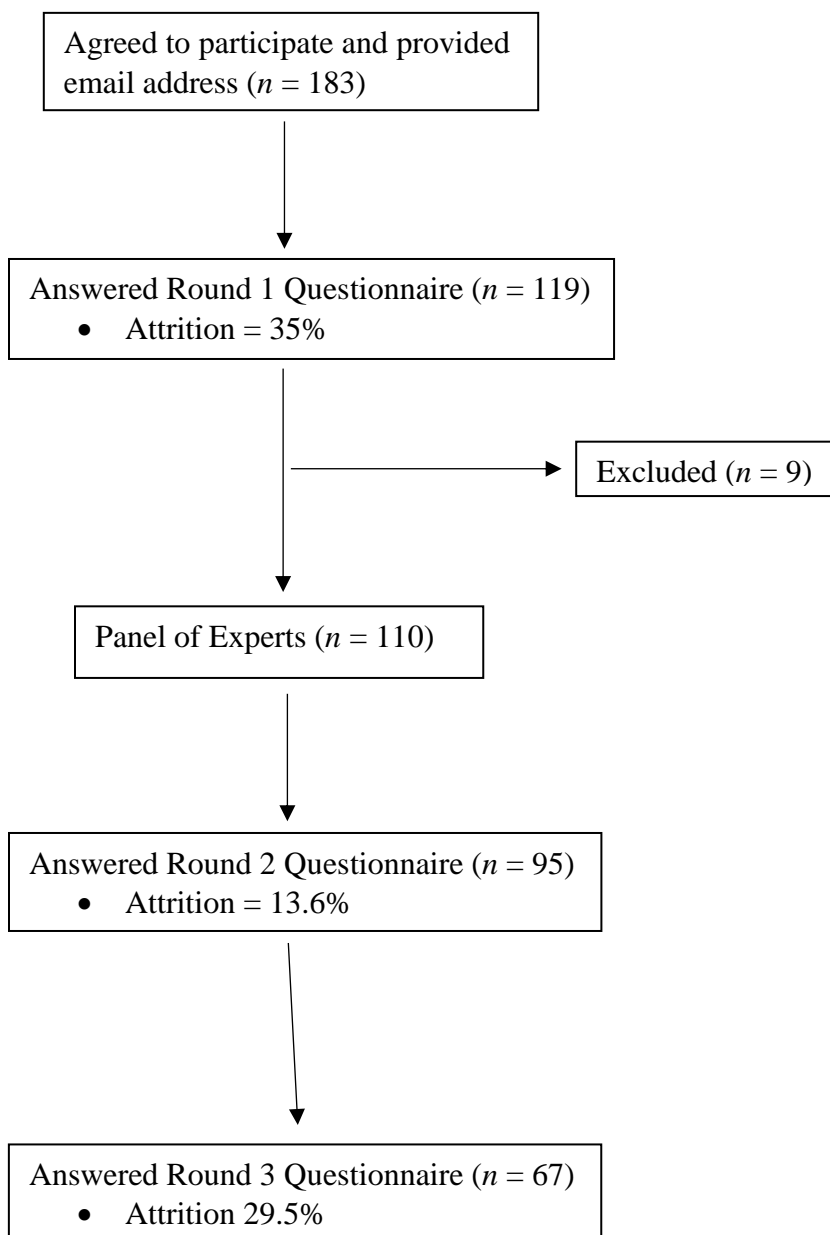 Agreed to participate and provided
email address (n = 183)
Answered Round 1 Questionnaire (n = 119)
• Attrition = 35%
Excluded (n = 9)
Panel of Experts (n = 110)
Answered Round 2 Questionnaire (n = 95)
• Attrition = 13.6%
Answered Round 3 Questionnaire (n = 67)
• Attrition 29.5%